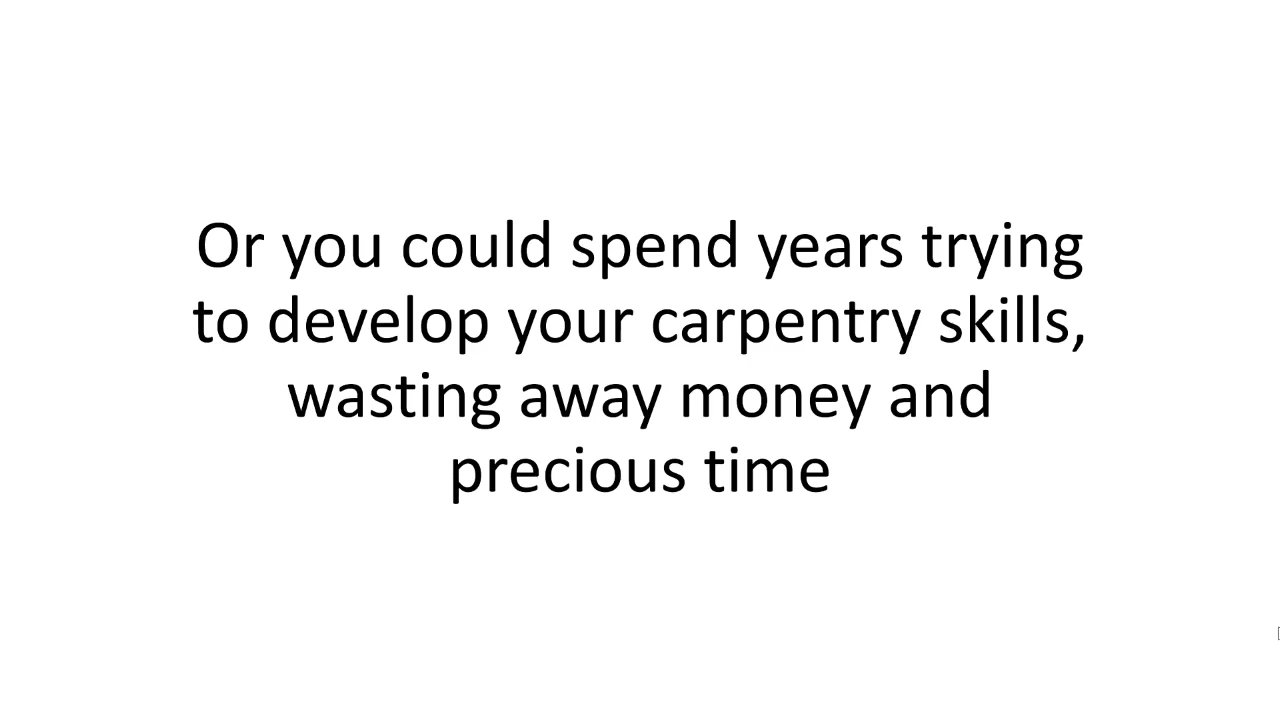 Or you could spend years trying
to develop your carpentry skills,
wasting away money and
precious time